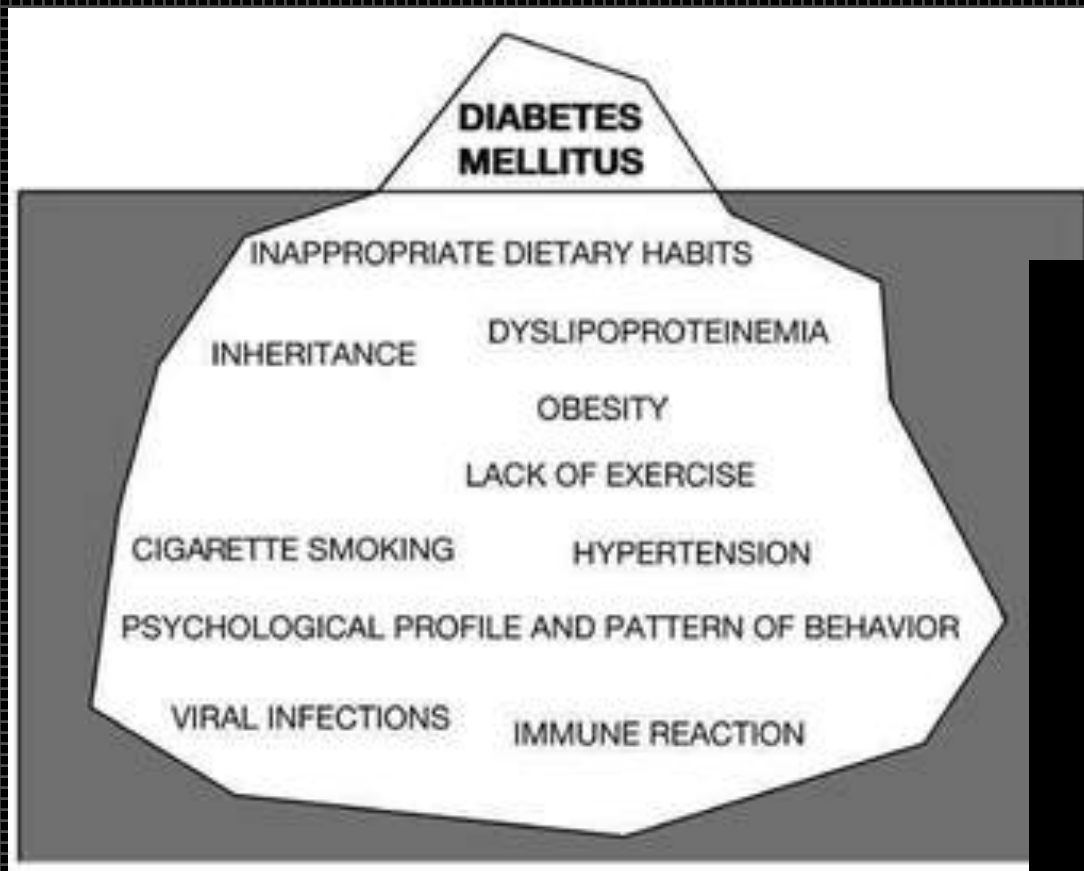 DIABETES
MELLITUS
INAPPROPRIATE DIETARY HABITS
DYSLIPOPROTEINEMIA
INHERITANCE
OBESITY
LACK OF EXERCISE
CIGARETTE SMOKING
HYPERTENSION
PSYCHOLOGICAL PROFILE AND PATTERN OF BEHAVIOR
VIRAL INFECTIONS
IMMUNE REACTION